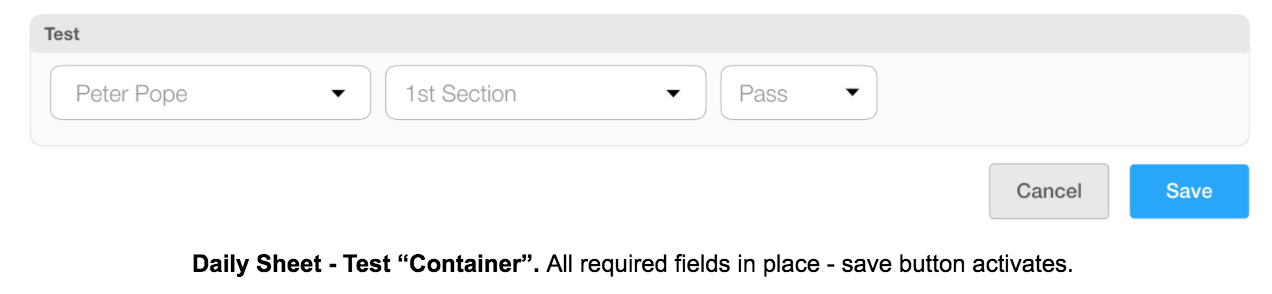 Test
Peter Pope
1st Section
Pass
Cancel
Save
Daily Sheet - Test “Container”. All required fields in place - save button activates.